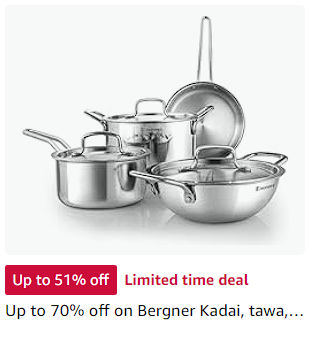 Up to 51% off Limited time deal
Up to 70% off on Bergner Kadai, tawa,...